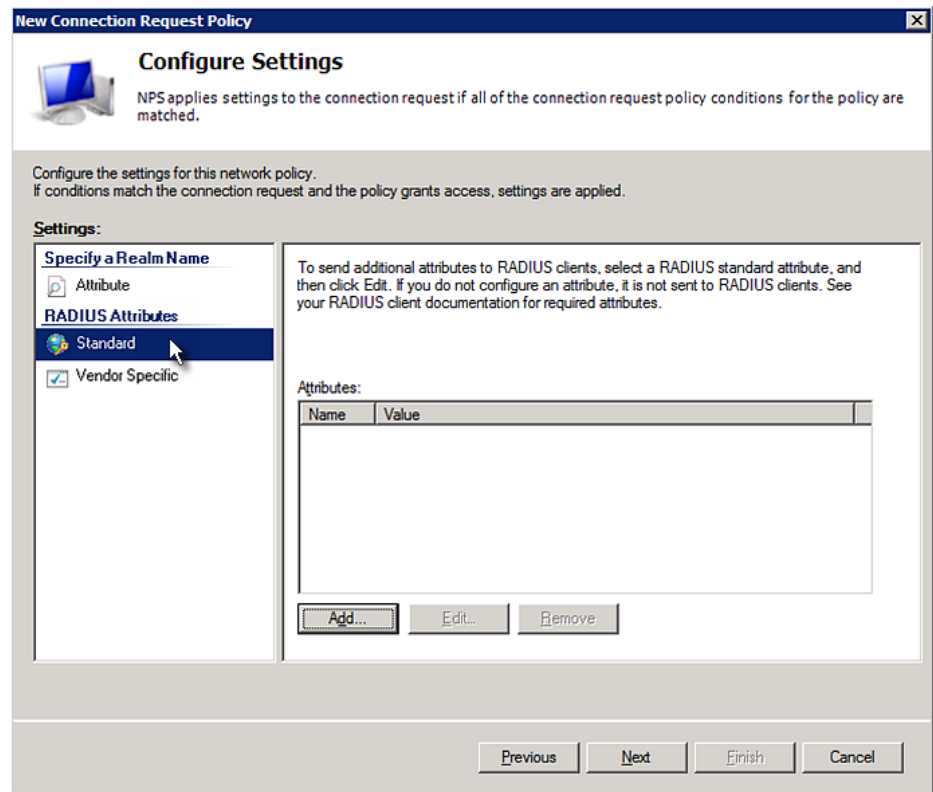 New Connection Request Policy
Configure Settings
NPS applies settings to the connection request if all of the connection request policy conditions for the policy are
matched.
Configure the settings for this network policy.
If conditions match the connection request and the policy grants access, settings are applied.
Settings:
Specify a Realm Name
Attribute
RADIUS Attributes
Standard
Vendor Specific
To send additional attributes to RADIUS clients, select a RADIUS standard attribute, and
then click Edit. If you do not configure an attribute, it is not sent to RADIUS clients. See
your RADIUS client documentation for required attributes.
Attributes:
Name Value
Add... Edit... Remove
Previous Next Finish Cancel